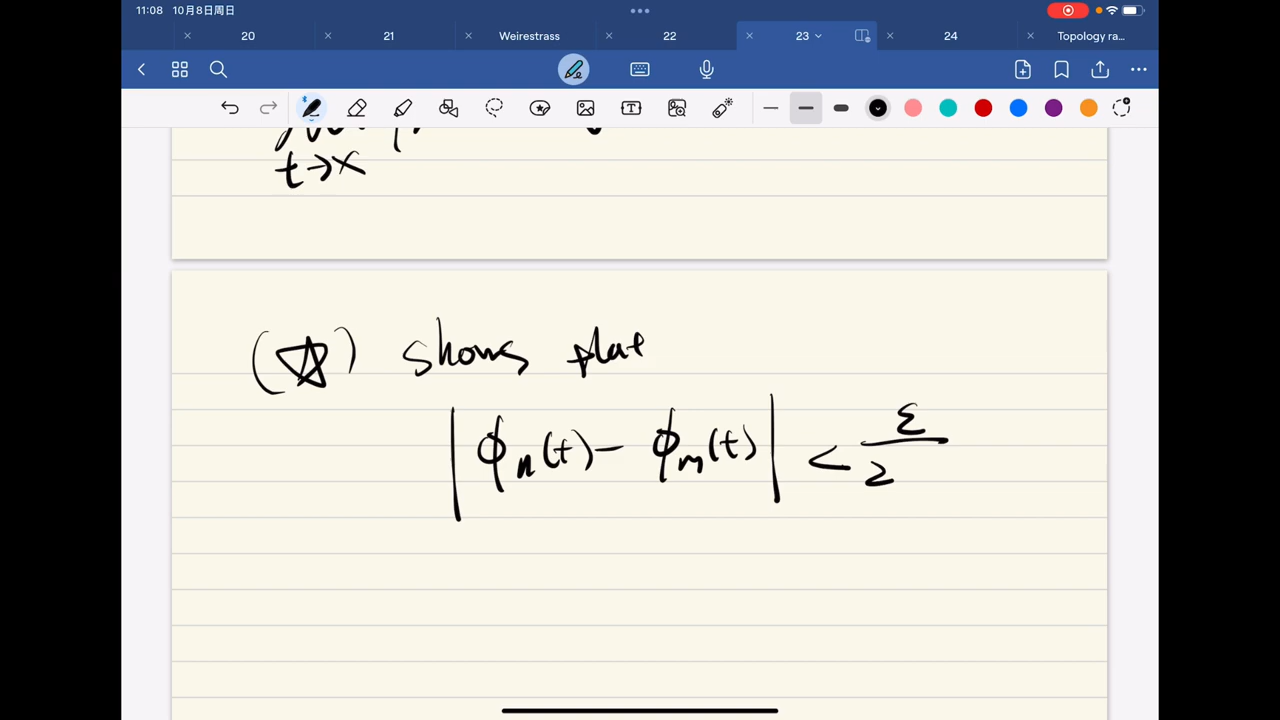 11:08 10月8日周日
20 21 Weirestrass 22 23 24 Topology ra...
t→x
(☆) shows that
|ϕn(t) − ϕm(t)| < ε/2